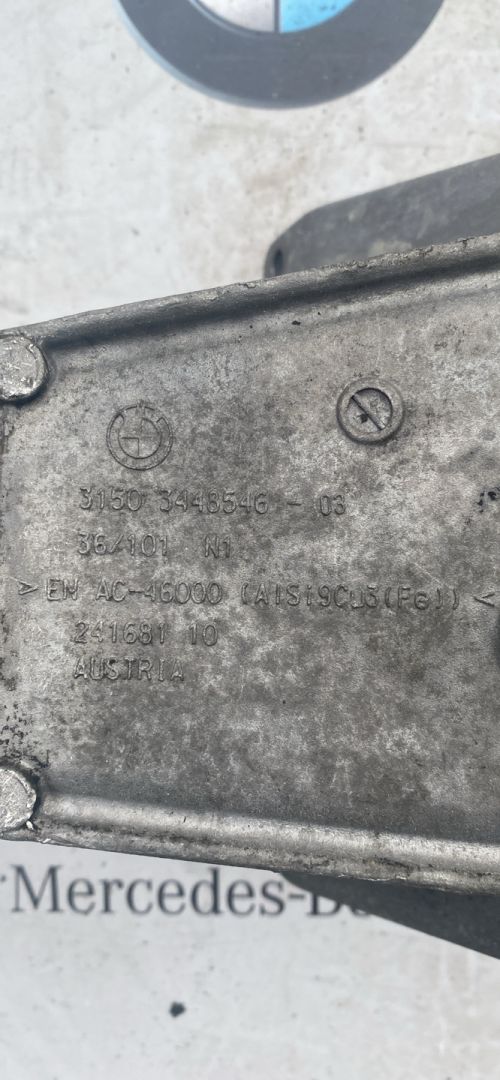 3150 3448546 - 03
36/101 N1
> EN AC-46000 (AlSi9Cu3(Fe)) <
241681 10
AUSTRIA
Mercedes-B